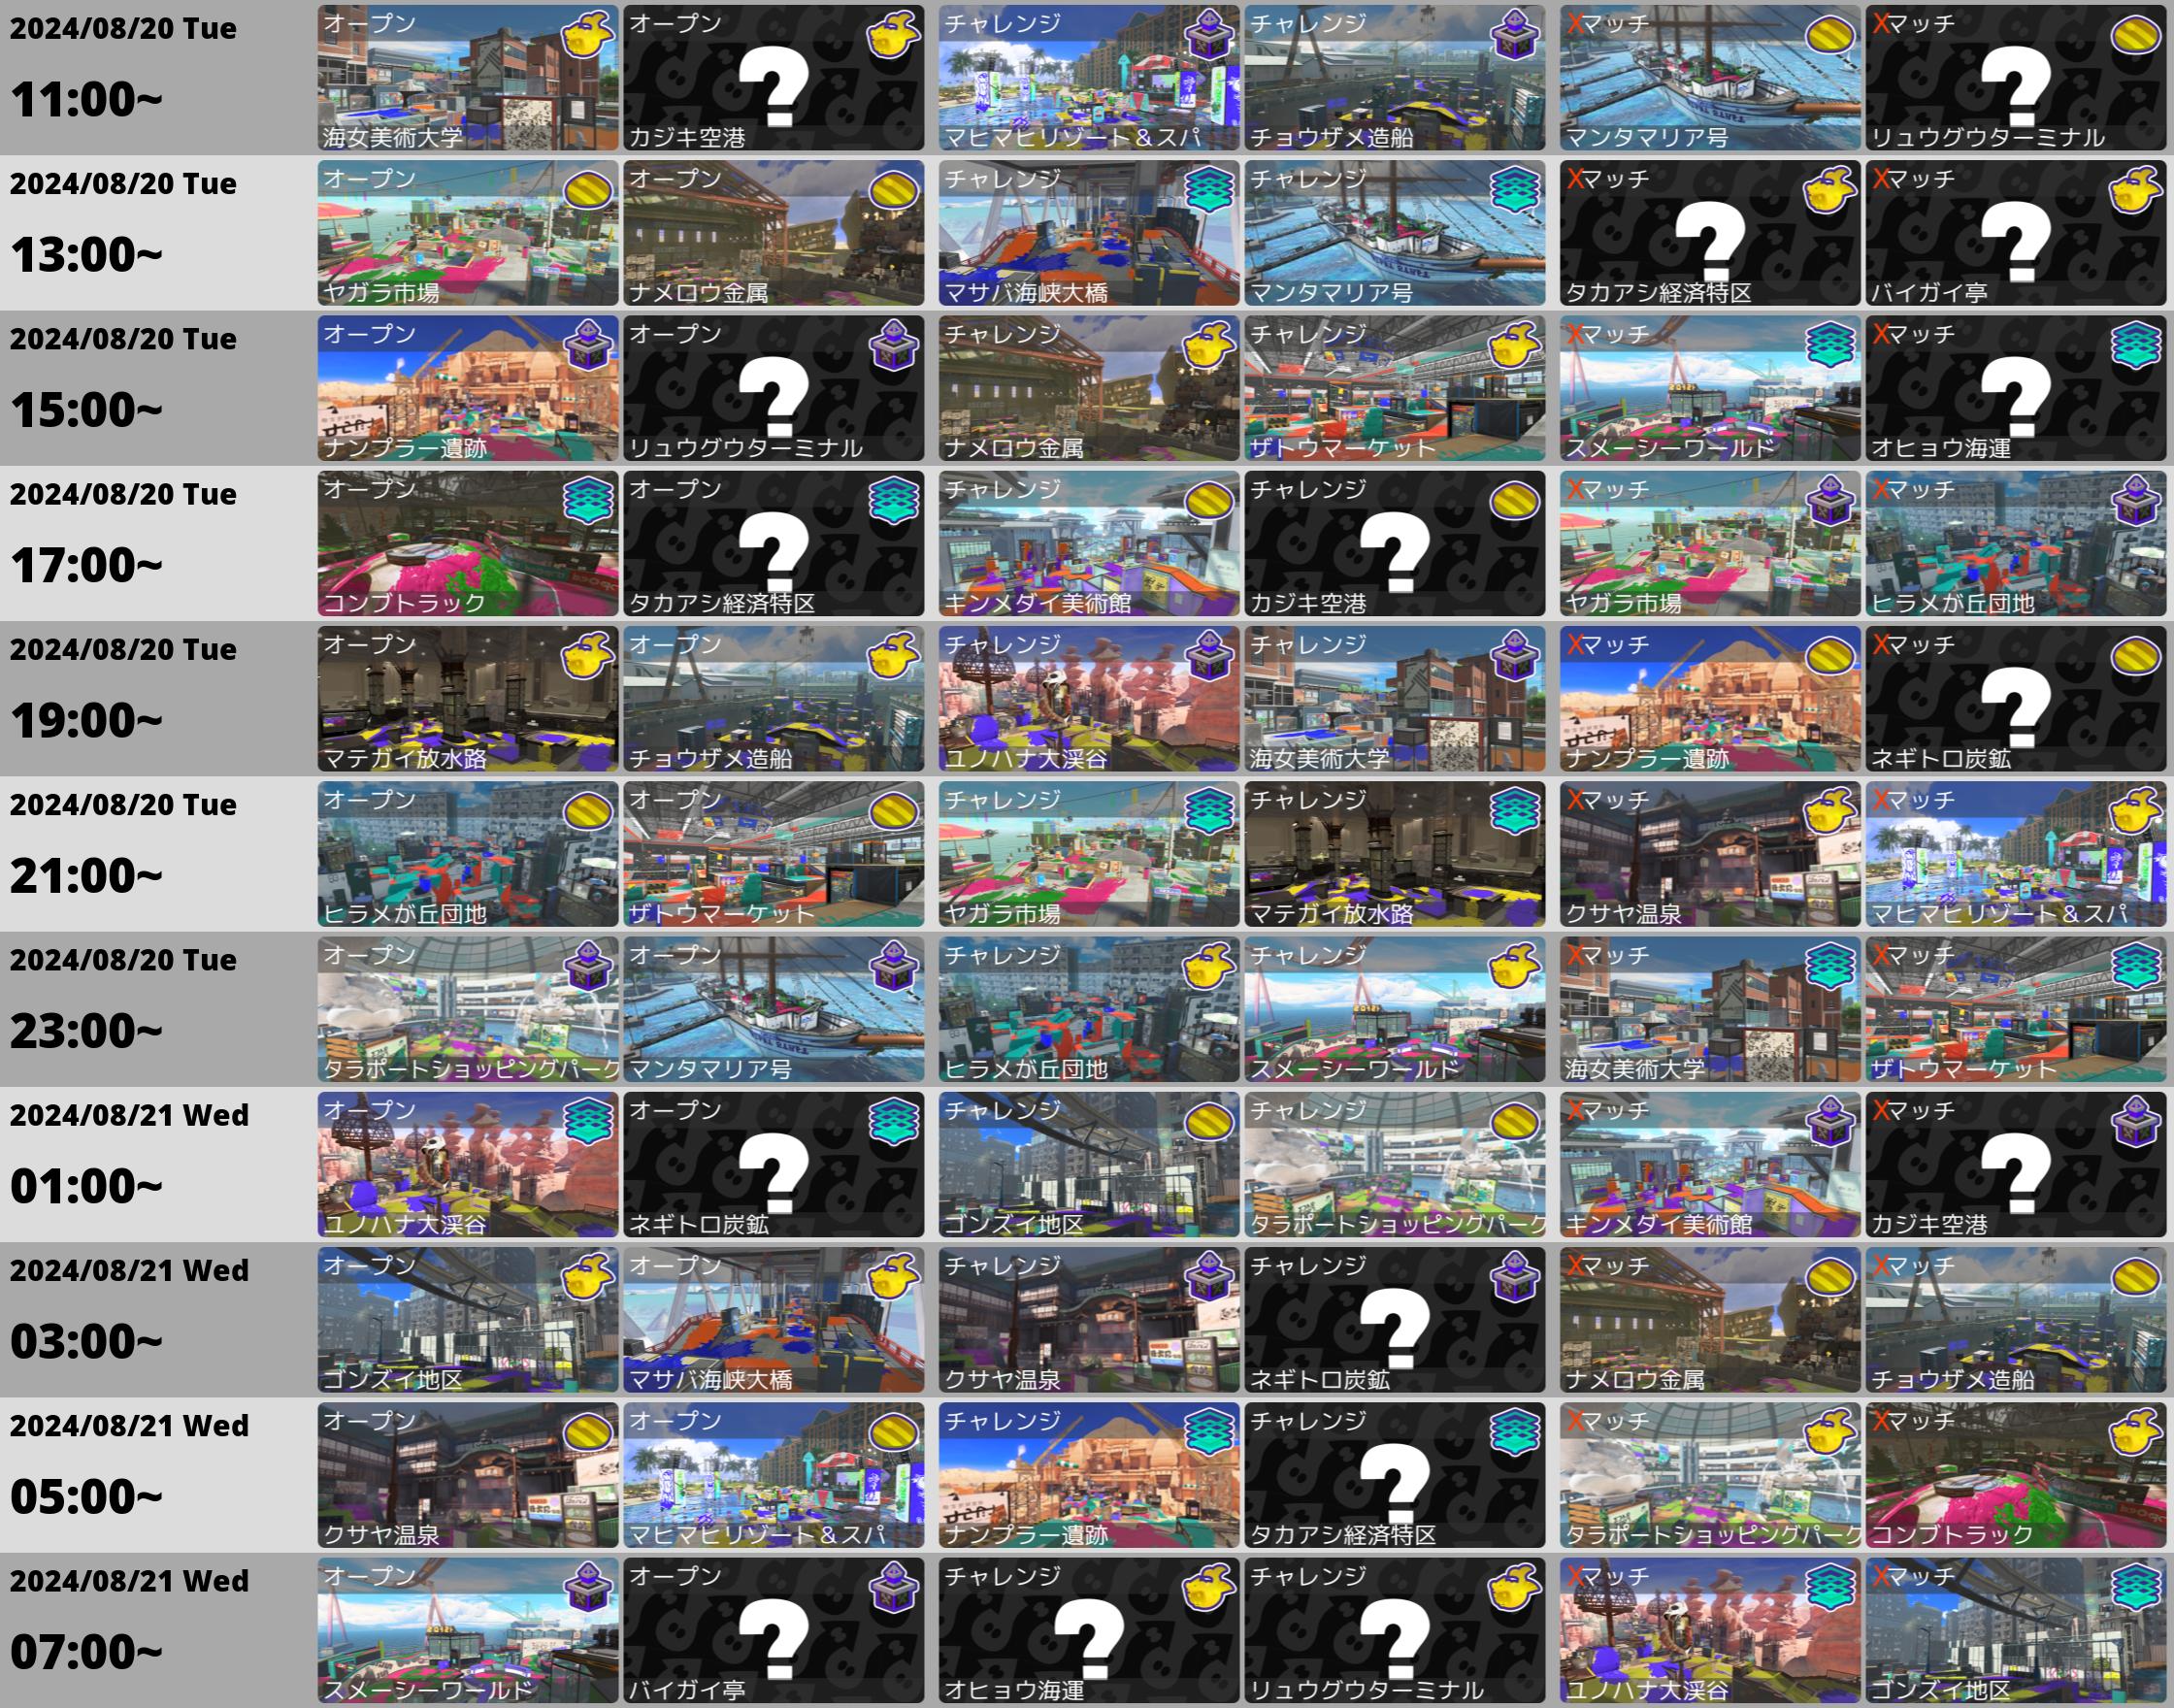 2024/08/20 Tue
11:00~
オープン
海女美術大学
オープン
カジキ空港
チャレンジ
マヒマヒリゾート＆スパ
チャレンジ
チョウザメ造船
Xマッチ
マンタマリア号
Xマッチ
リュウグウターミナル
2024/08/20 Tue
13:00~
オープン
ヤガラ市場
オープン
ナメロウ金属
チャレンジ
マサバ海峡大橋
チャレンジ
マンタマリア号
Xマッチ
タカアシ経済特区
Xマッチ
バイガイ亭
2024/08/20 Tue
15:00~
オープン
ナンプラー遺跡
オープン
リュウグウターミナル
チャレンジ
ナメロウ金属
チャレンジ
ザトウマーケット
Xマッチ
スメーシーワールド
Xマッチ
オヒョウ海運
2024/08/20 Tue
17:00~
オープン
コンブトラック
オープン
タカアシ経済特区
チャレンジ
キンメダイ美術館
チャレンジ
カジキ空港
Xマッチ
ヤガラ市場
Xマッチ
ヒラメが丘団地
2024/08/20 Tue
19:00~
オープン
マテガイ放水路
オープン
チョウザメ造船
チャレンジ
ユノハナ大渓谷
チャレンジ
海女美術大学
Xマッチ
ナンプラー遺跡
Xマッチ
ネギトロ炭鉱
2024/08/20 Tue
21:00~
オープン
ヒラメが丘団地
オープン
ザトウマーケット
チャレンジ
ヤガラ市場
チャレンジ
マテガイ放水路
Xマッチ
クサヤ温泉
Xマッチ
マヒマヒリゾート＆スパ
2024/08/20 Tue
23:00~
オープン
タラポートショッピングパーク
オープン
マンタマリア号
チャレンジ
ヒラメが丘団地
チャレンジ
スメーシーワールド
Xマッチ
海女美術大学
Xマッチ
ザトウマーケット
2024/08/21 Wed
01:00~
オープン
ユノハナ大渓谷
オープン
ネギトロ炭鉱
チャレンジ
ゴンズイ地区
チャレンジ
タラポートショッピングパーク
Xマッチ
キンメダイ美術館
Xマッチ
カジキ空港
2024/08/21 Wed
03:00~
オープン
ゴンズイ地区
オープン
マサバ海峡大橋
チャレンジ
クサヤ温泉
チャレンジ
ネギトロ炭鉱
Xマッチ
ナメロウ金属
Xマッチ
チョウザメ造船
2024/08/21 Wed
05:00~
オープン
クサヤ温泉
オープン
マヒマヒリゾート＆スパ
チャレンジ
ナンプラー遺跡
チャレンジ
タカアシ経済特区
Xマッチ
タラポートショッピングパーク
Xマッチ
コンブトラック
2024/08/21 Wed
07:00~
オープン
スメーシーワールド
オープン
バイガイ亭
チャレンジ
オヒョウ海運
チャレンジ
リュウグウターミナル
Xマッチ
ユノハナ大渓谷
Xマッチ
ゴンズイ地区